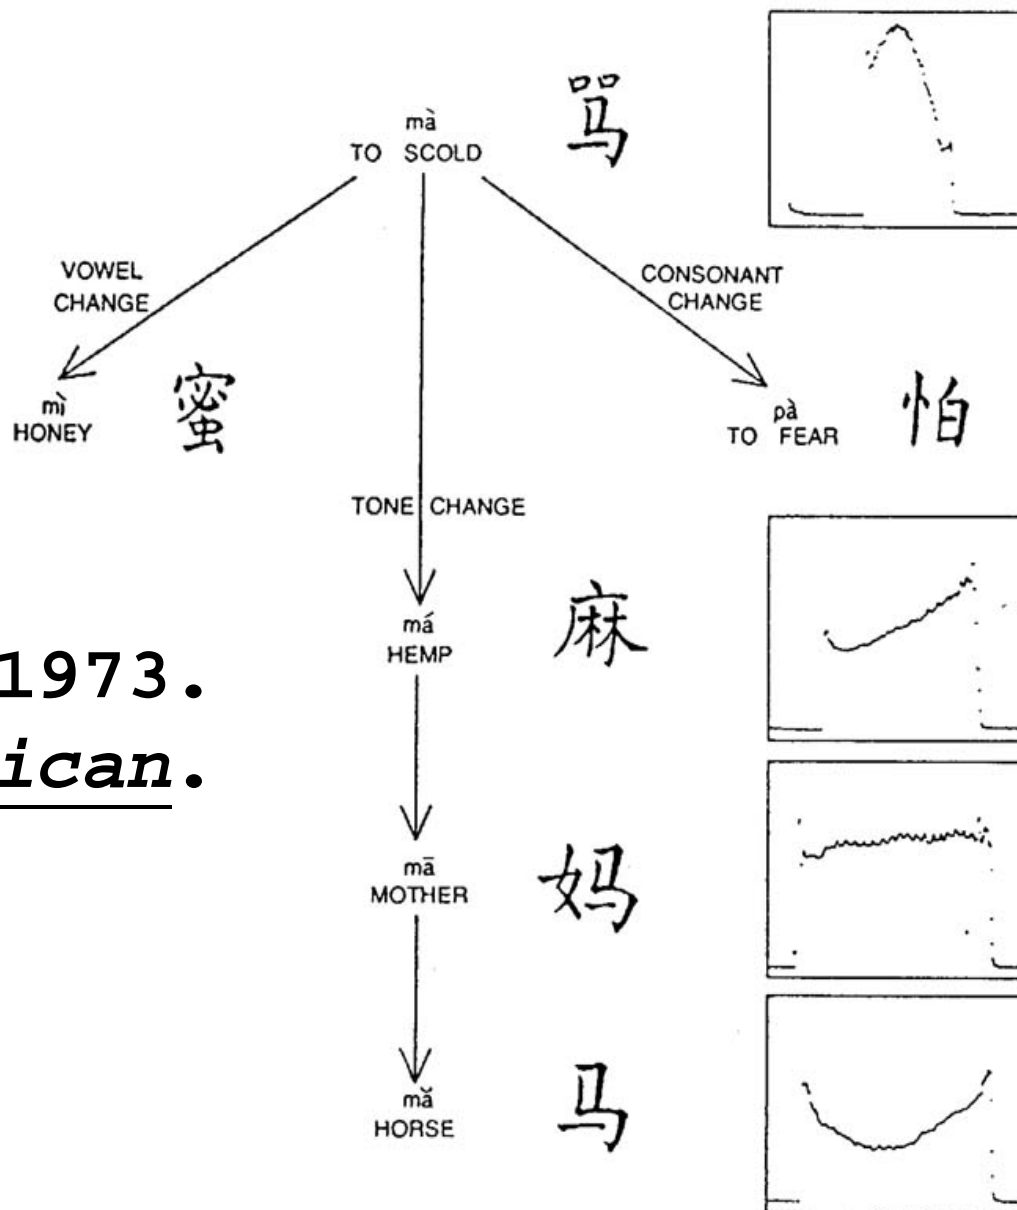 mà
TO SCOLD
骂
VOWEL
CHANGE
CONSONANT
CHANGE
mì
HONEY
蜜
pà
TO FEAR
怕
TONE CHANGE
má
HEMP
麻
1973.
ican.
mā
MOTHER
妈
mă
HORSE
马